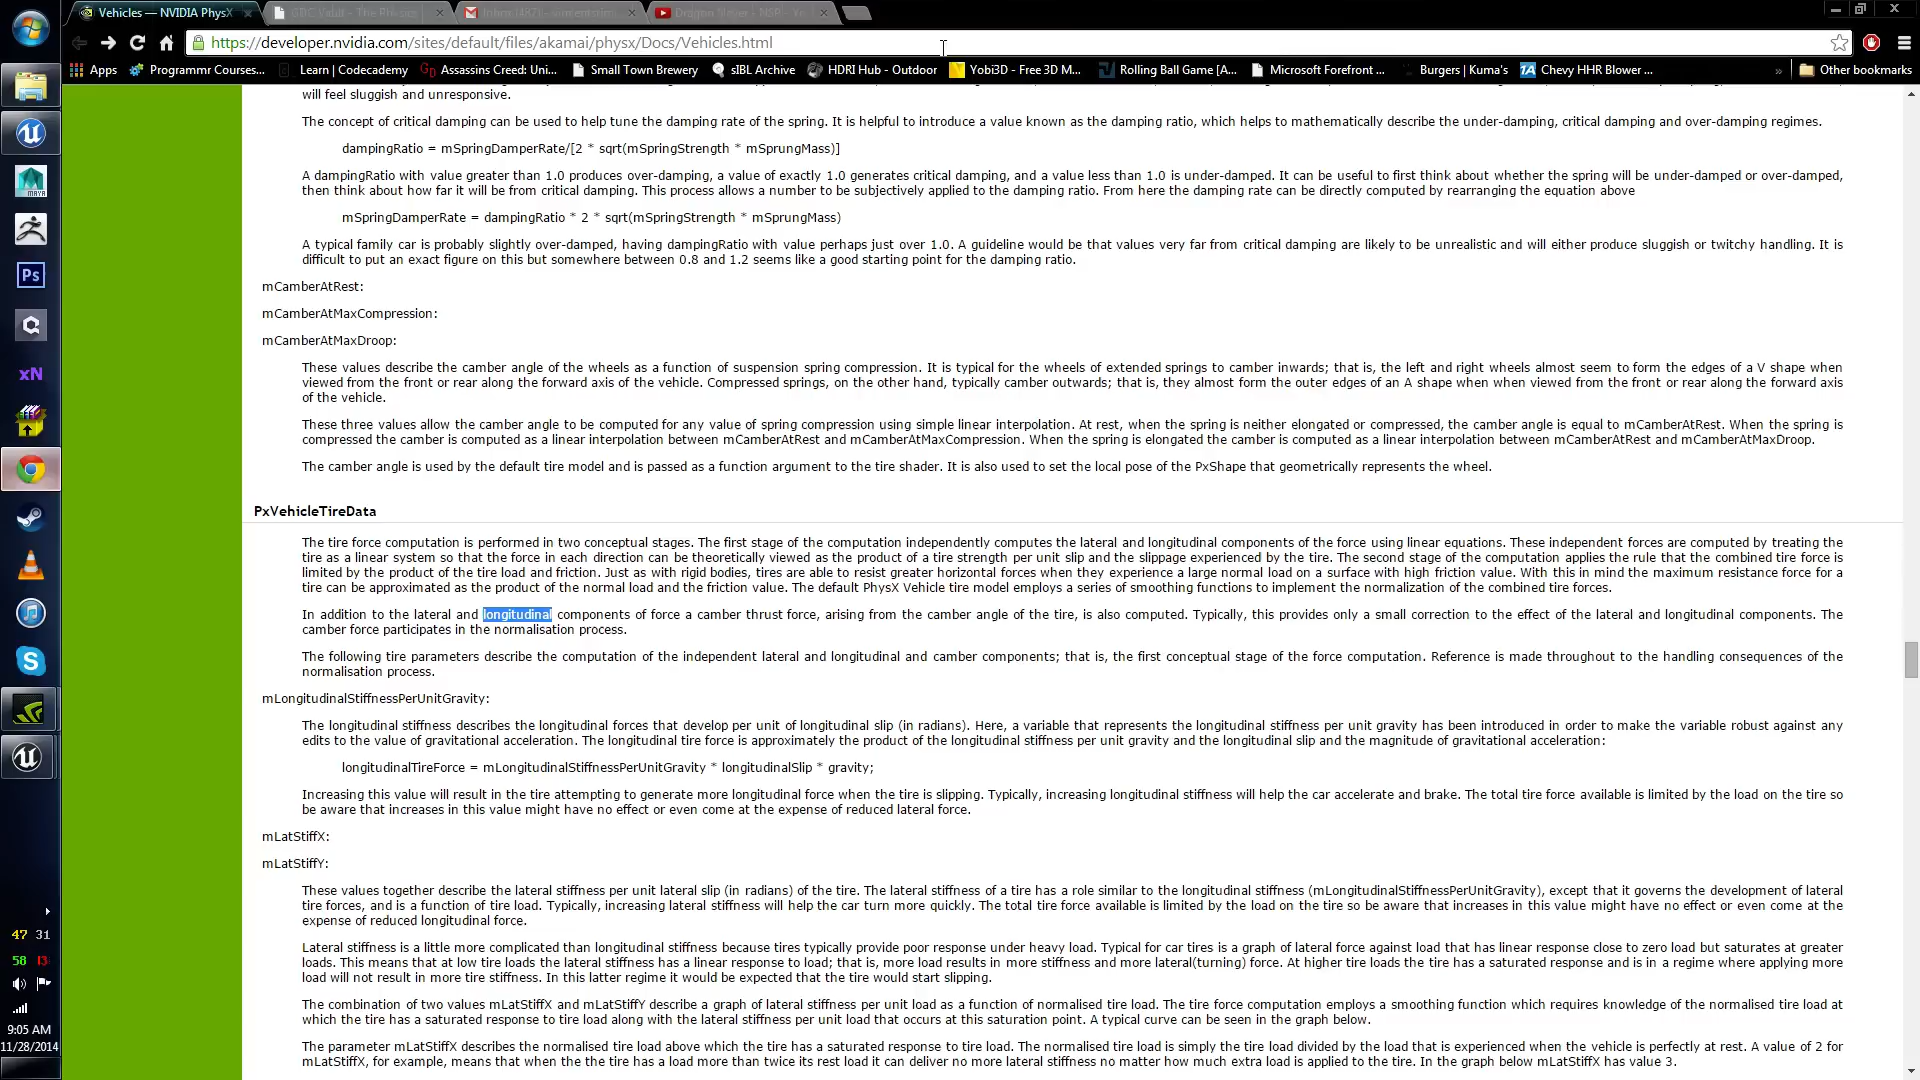 Vehicles — NVIDIA PhysX
GDC Vault - The Physics
https://developer.nvidia.com/sites/default/files/akamai/physx/Docs/Vehicles.html
Apps
Programmr Courses...
Learn | Codecademy
Assassins Creed: Uni...
Small Town Brewery
sIBL Archive
HDRI Hub - Outdoor
Yobi3D - Free 3D M...
Rolling Ball Game [A...
Microsoft Forefront ...
Burgers | Kuma's
Chevy HHR Blower ...
»
Other bookmarks
will feel sluggish and unresponsive.
The concept of critical damping can be used to help tune the damping rate of the spring. It is helpful to introduce a value known as the damping ratio, which helps to mathematically describe the under-damping, critical damping and over-damping regimes.
dampingRatio = mSpringDamperRate/[2 * sqrt(mSpringStrength * mSprungMass)]
A dampingRatio with value greater than 1.0 produces over-damping, a value of exactly 1.0 generates critical damping, and a value less than 1.0 is under-damped. It can be useful to first think about whether the spring will be under-damped or over-damped,
then think about how far it will be from critical damping. This process allows a number to be subjectively applied to the damping ratio. From here the damping rate can be directly computed by rearranging the equation above
mSpringDamperRate = dampingRatio * 2 * sqrt(mSpringStrength * mSprungMass)
A typical family car is probably slightly over-damped, having dampingRatio with value perhaps just over 1.0. A guideline would be that values very far from critical damping are likely to be unrealistic and will either produce sluggish or twitchy handling. It is
difficult to put an exact figure on this but somewhere between 0.8 and 1.2 seems like a good starting point for the damping ratio.
mCamberAtRest:
mCamberAtMaxCompression:
mCamberAtMaxDroop:
These values describe the camber angle of the wheels as a function of suspension spring compression. It is typical for the wheels of extended springs to camber inwards; that is, the left and right wheels almost seem to form the edges of a V shape when
viewed from the front or rear along the forward axis of the vehicle. Compressed springs, on the other hand, typically camber outwards; that is, they almost form the outer edges of an A shape when when viewed from the front or rear along the forward axis
of the vehicle.
These three values allow the camber angle to be computed for any value of spring compression using simple linear interpolation. At rest, when the spring is neither elongated or compressed, the camber angle is equal to mCamberAtRest. When the spring is
compressed the camber is computed as a linear interpolation between mCamberAtRest and mCamberAtMaxCompression. When the spring is elongated the camber is computed as a linear interpolation between mCamberAtRest and mCamberAtMaxDroop.
The camber angle is used by the default tire model and is passed as a function argument to the tire shader. It is also used to set the local pose of the PxShape that geometrically represents the wheel.
PxVehicleTireData
The tire force computation is performed in two conceptual stages. The first stage of the computation independently computes the lateral and longitudinal components of the force using linear equations. These independent forces are computed by treating the
tire as a linear system so that the force in each direction can be theoretically viewed as the product of a tire strength per unit slip and the slippage experienced by the tire. The second stage of the computation applies the rule that the combined tire force is
limited by the product of the tire load and friction. Just as with rigid bodies, tires are able to resist greater horizontal forces when they experience a large normal load on a surface with high friction value. With this in mind the maximum resistance force for a
tire can be approximated as the product of the normal load and the friction value. The default PhysX Vehicle tire model employs a series of smoothing functions to implement the normalization of the combined tire forces.
In addition to the lateral and longitudinal components of force a camber thrust force, arising from the camber angle of the tire, is also computed. Typically, this provides only a small correction to the effect of the lateral and longitudinal components. The
camber force participates in the normalisation process.
The following tire parameters describe the computation of the independent lateral and longitudinal and camber components; that is, the first conceptual stage of the force computation. Reference is made throughout to the handling consequences of the
normalisation process.
mLongitudinalStiffnessPerUnitGravity:
The longitudinal stiffness describes the longitudinal forces that develop per unit of longitudinal slip (in radians). Here, a variable that represents the longitudinal stiffness per unit gravity has been introduced in order to make the variable robust against any
edits to the value of gravitational acceleration. The longitudinal tire force is approximately the product of the longitudinal stiffness per unit gravity and the longitudinal slip and the magnitude of gravitational acceleration:
longitudinalTireForce = mLongitudinalStiffnessPerUnitGravity * longitudinalSlip * gravity;
Increasing this value will result in the tire attempting to generate more longitudinal force when the tire is slipping. Typically, increasing longitudinal stiffness will help the car accelerate and brake. The total tire force available is limited by the load on the tire so
be aware that increases in this value might have no effect or even come at the expense of reduced lateral force.
mLatStiffX:
mLatStiffY:
These values together describe the lateral stiffness per unit lateral slip (in radians) of the tire. The lateral stiffness of a tire has a role similar to the longitudinal stiffness (mLongitudinalStiffnessPerUnitGravity), except that it governs the development of lateral
tire forces, and is a function of tire load. Typically, increasing lateral stiffness will help the car turn more quickly. The total tire force available is limited by the load on the tire so be aware that increases in this value might have no effect or even come at the
expense of reduced longitudinal force.
Lateral stiffness is a little more complicated than longitudinal stiffness because tires typically provide poor response under heavy load. Typical for car tires is a graph of lateral force against load that has linear response close to zero load but saturates at greater
loads. This means that at low tire loads the lateral stiffness has a linear response to load; that is, more load results in more stiffness and more lateral(turning) force. At higher tire loads the tire has a saturated response and is in a regime where applying more
load will not result in more tire stiffness. In this latter regime it would be expected that the tire would start slipping.
The combination of two values mLatStiffX and mLatStiffY describe a graph of lateral stiffness per unit load as a function of normalised tire load. The tire force computation employs a smoothing function which requires knowledge of the normalised tire load at
which the tire has a saturated response to tire load along with the lateral stiffness per unit load that occurs at this saturation point. A typical curve can be seen in the graph below.
The parameter mLatStiffX describes the normalised tire load above which the tire has a saturated response to tire load. The normalised tire load is simply the tire load divided by the load that is experienced when the vehicle is perfectly at rest. A value of 2 for
mLatStiffX, for example, means that when the the tire has a load more than twice its rest load it can deliver no more lateral stiffness no matter how much extra load is applied to the tire. In the graph below mLatStiffX has value 3.
MAYA
Ps
xN
47 31
58 13
9:05 AM
11/28/2014